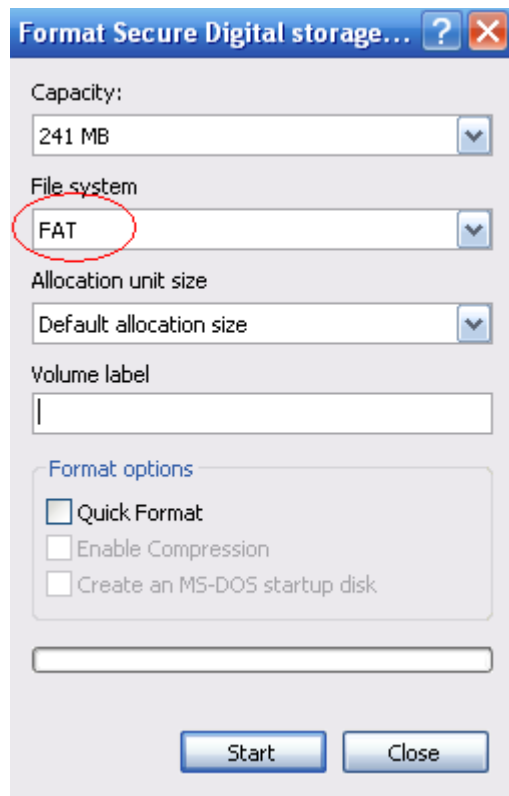 Format Secure Digital storage...
Capacity:
241 MB
File system
FAT
Allocation unit size
Default allocation size
Volume label
Format options
Quick Format
Enable Compression
Create an MS-DOS startup disk
Start Close